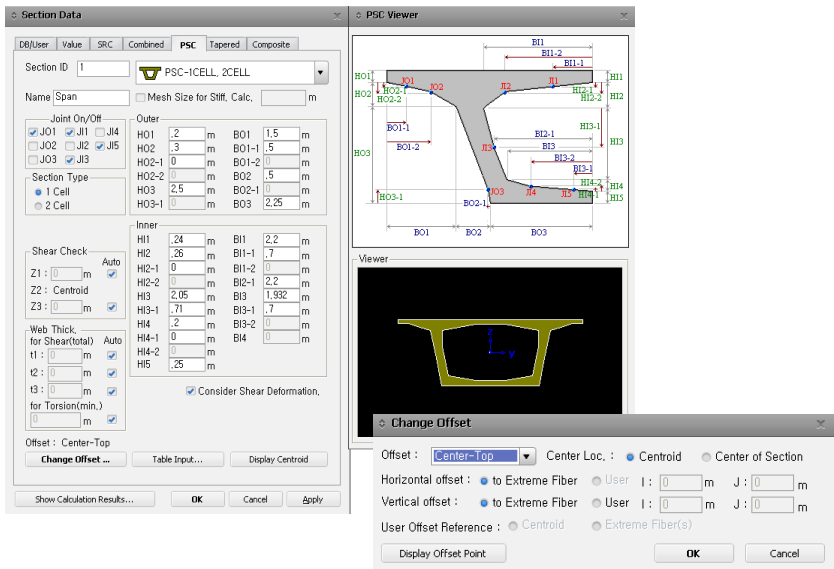 Section Data
DB/User Value SRC Combined PSC Tapered Composite
Section ID 1
PSC-1CELL, 2CELL
Name Span
Mesh Size for Stiff. Calc. m
Joint On/Off
JO1 JI1 JI4
JO2 JI2 JI5
JO3 JI3
Section Type
1 Cell
2 Cell
Outer
HO1 .2 m BO1 1.5 m
HO2 .3 m BO1-1 .5 m
HO2-1 0 m BO1-2 0 m
HO2-2 0 m BO2 .5 m
HO3 2.5 m BO2-1 0 m
HO3-1 0 m BO3 2.25 m
Inner
HI1 .24 m BI1 2.2 m
HI2 .26 m BI1-1 .7 m
HI2-1 0 m BI1-2 0 m
HI2-2 0 m BI2-1 2.2 m
HI3 2.05 m BI3 1.932 m
HI3-1 .71 m BI3-1 .7 m
HI4 .2 m BI3-2 0 m
HI4-1 0 m BI4 0 m
HI4-2 0 m
HI5 .25 m
Shear Check
Auto
Z1 : 0 m
Z2 : Centroid
Z3 : 0 m
Web Thick.
for Shear(total) Auto
t1 : 0 m
t2 : 0 m
t3 : 0 m
for Torsion(min.)
0 m
Consider Shear Deformation.
Offset : Center-Top
Change Offset ... Table Input... Display Centroid
Show Calculation Results... OK Cancel Apply
PSC Viewer
BI1
BI1-2
BI1-1
HO1 JO1 JI1 HI1
HO2-1 JO2 JI2 HI2-1
HO2 HO2-2 HI2-2 HI2
BO1-1
HI3-1
BO1-2
BI2-1
HI3
JI3 BI3
HO3
BI3-2
BI3-1
HO3-1 JO3 JI4 JI5 HI4-1 HI4
BO2-1 HI5
BO1 BO2 BO3
Viewer
z
y
Change Offset
Offset : Center-Top Center Loc. : Centroid Center of Section
Horizontal offset : to Extreme Fiber User I : 0 m J : 0 m
Vertical offset : to Extreme Fiber User I : 0 m J : 0 m
User Offset Reference : Centroid Extreme Fiber(s)
Display Offset Point OK Cancel